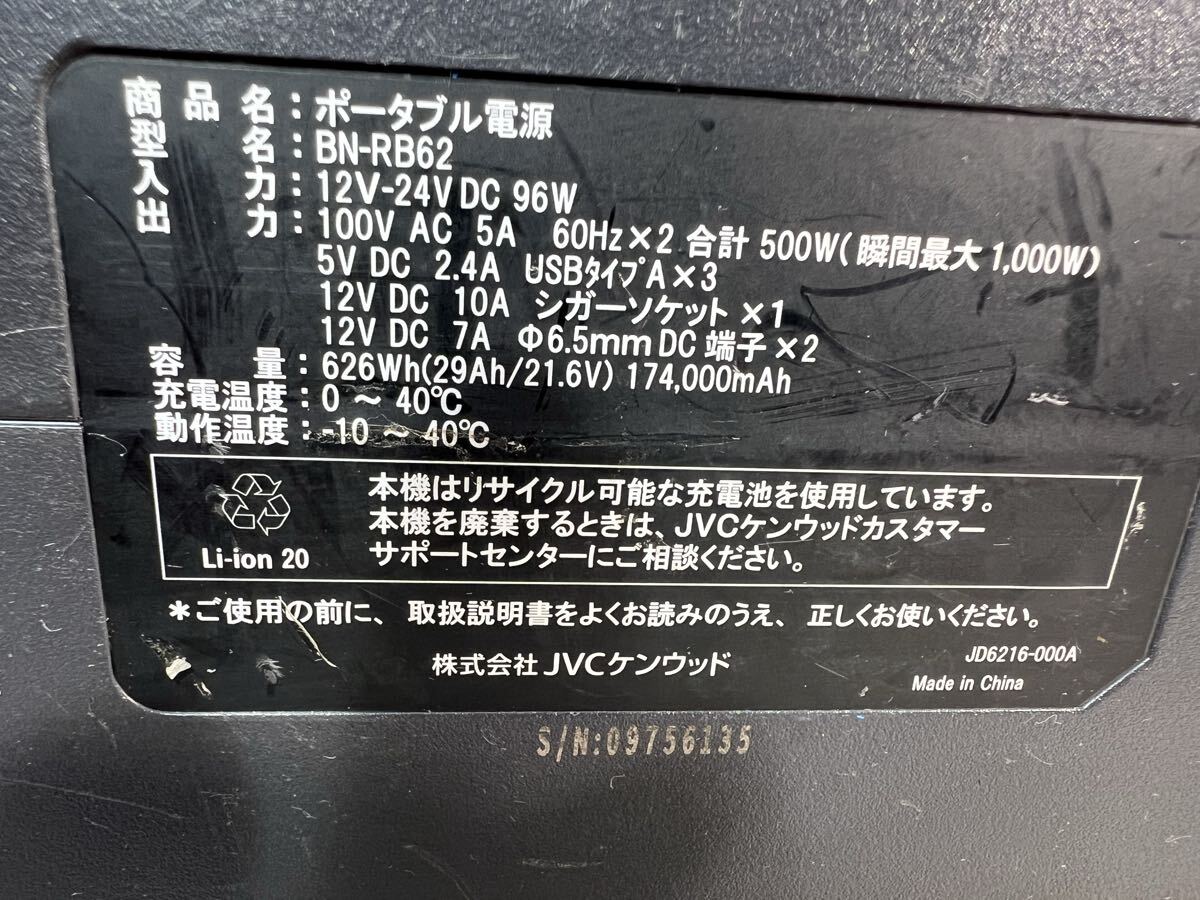 商品名：ポータブル電源
型名：BN-RB62
入力：12V-24V DC 96W
出力：100V AC 5A 60Hz×2 合計 500W(瞬間最大 1,000W)
5V DC 2.4A USBタイプA×3
12V DC 10A シガーソケット ×1
12V DC 7A Φ6.5mm DC 端子×2
容量：626Wh(29Ah/21.6V) 174,000mAh
充電温度：0 ～ 40℃
動作温度：-10 ～ 40℃
本機はリサイクル可能な充電池を使用しています。
本機を廃棄するときは、JVCケンウッドカスタマー
サポートセンターにご相談ください。
Li-ion 20
＊ご使用の前に、取扱説明書をよくお読みのうえ、正しくお使いください。
株式会社 JVCケンウッド
JD6216-000A
Made in China
S/N:09756135